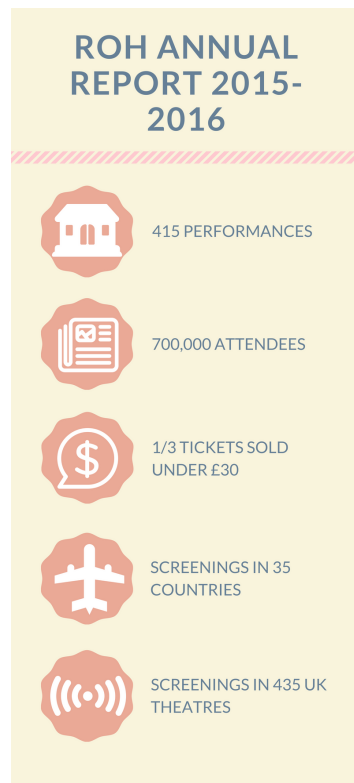 ROH ANNUAL
REPORT 2015-
2016
415 PERFORMANCES
700,000 ATTENDEES
$
1/3 TICKETS SOLD
UNDER £30
SCREENINGS IN 35
COUNTRIES
SCREENINGS IN 435 UK
THEATRES